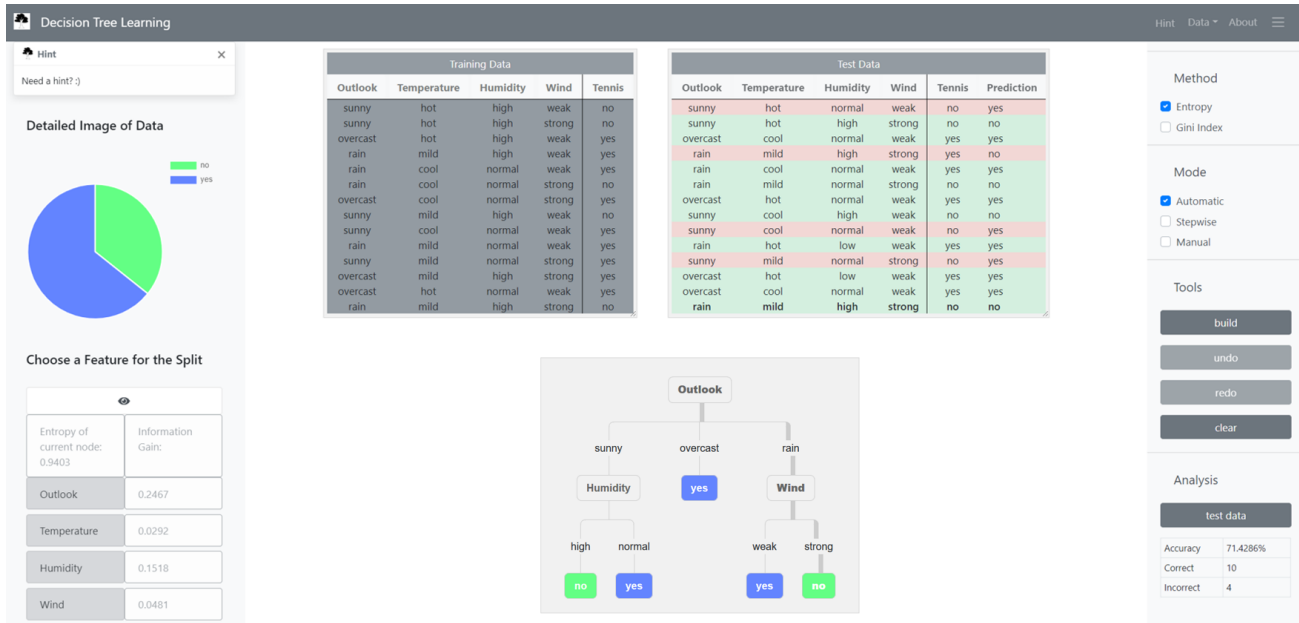 Decision Tree Learning
Hint Data About
Hint ×
Need a hint? :)
Detailed Image of Data
no
yes
Choose a Feature for the Split
Entropy of current node: 0.9403 Information Gain:
Outlook 0.2467
Temperature 0.0292
Humidity 0.1518
Wind 0.0481
Training Data
Outlook Temperature Humidity Wind Tennis
sunny hot high weak no
sunny hot high strong no
overcast hot high weak yes
rain mild high weak yes
rain cool normal weak yes
rain cool normal strong no
overcast cool normal strong yes
sunny mild high weak no
sunny cool normal weak yes
rain mild normal weak yes
sunny mild normal strong yes
overcast mild high strong yes
overcast hot normal weak yes
rain mild high strong no
Test Data
Outlook Temperature Humidity Wind Tennis Prediction
sunny hot normal weak no yes
sunny hot high strong no no
overcast cool normal weak yes yes
rain mild high strong yes no
rain cool normal weak yes yes
rain mild normal strong no no
overcast hot normal weak yes yes
sunny cool high weak no no
sunny cool normal weak no yes
rain hot low weak yes yes
sunny mild normal strong no yes
overcast hot low weak yes yes
overcast cool normal weak yes yes
rain mild high strong no no
Outlook
sunny overcast rain
Humidity yes Wind
high normal weak strong
no yes yes no
Method
Entropy
Gini Index
Mode
Automatic
Stepwise
Manual
Tools
build
undo
redo
clear
Analysis
test data
Accuracy 71.4286%
Correct 10
Incorrect 4